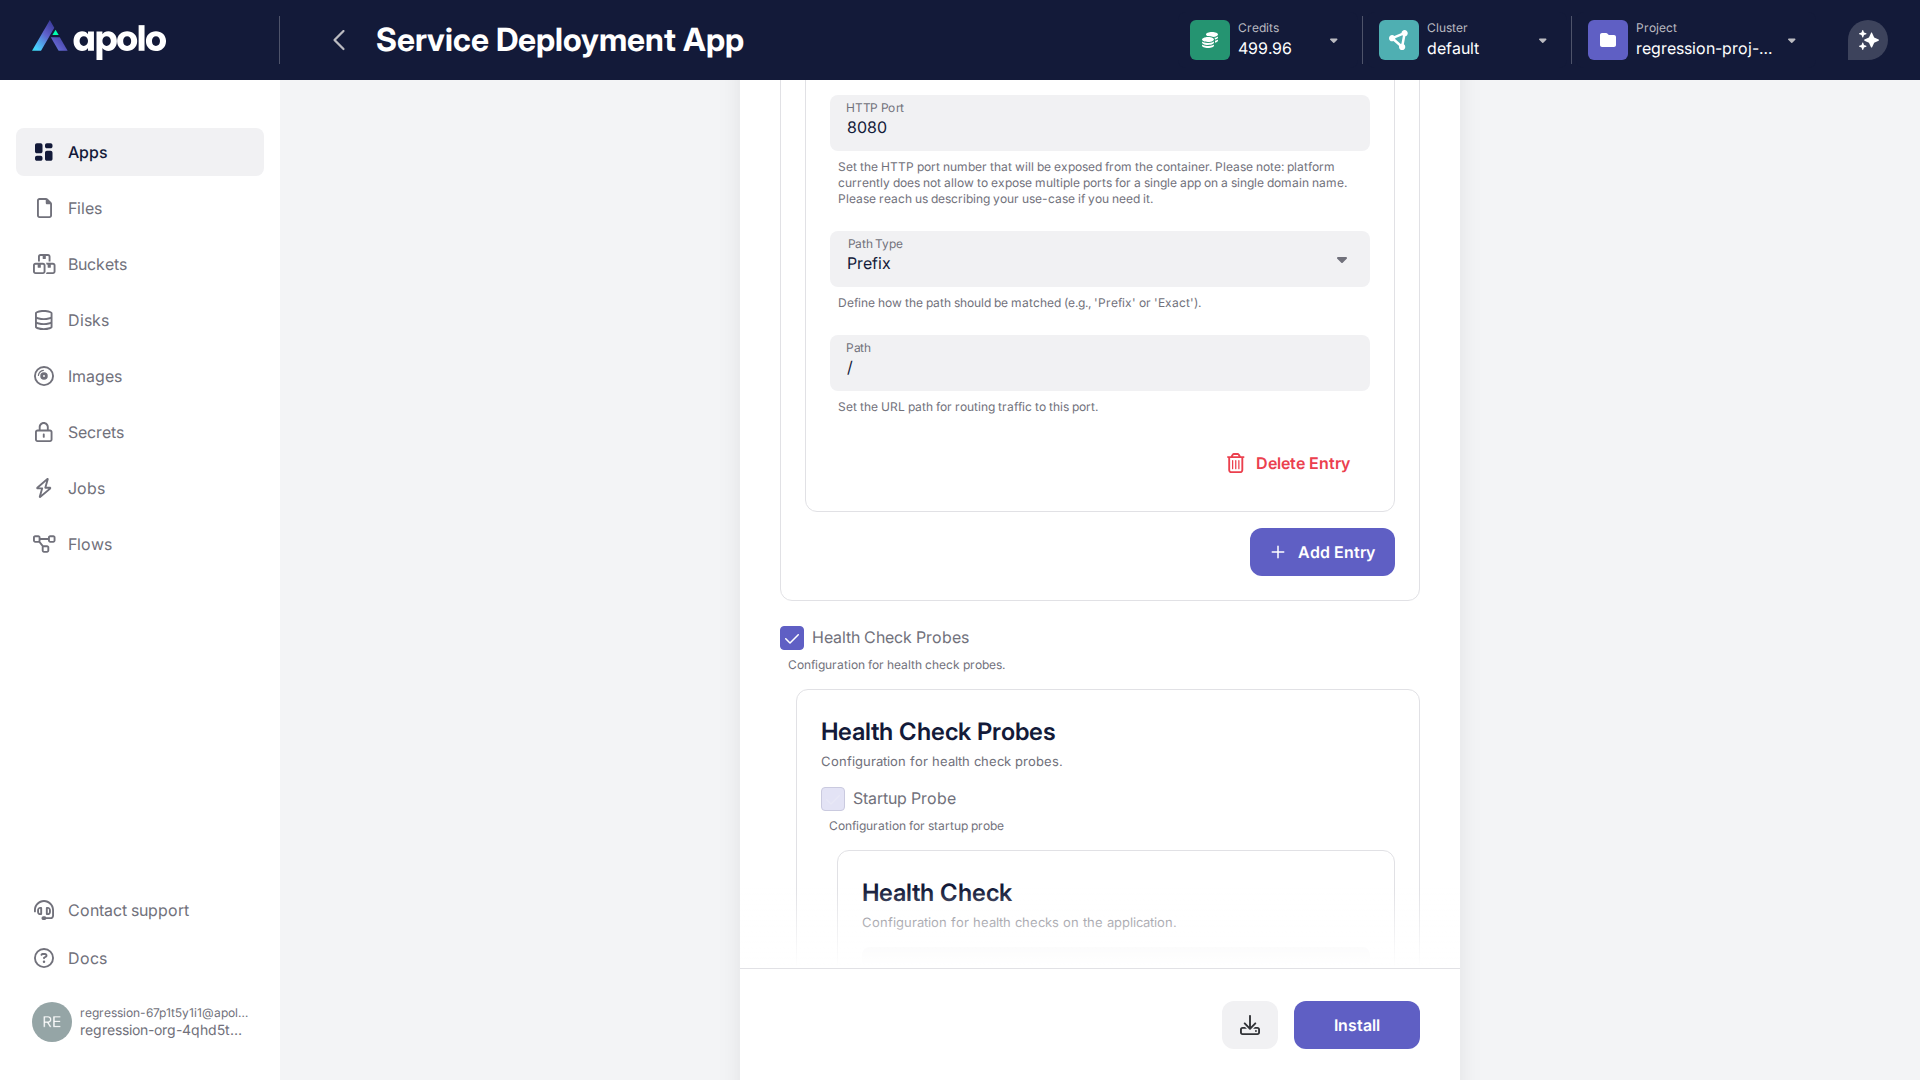 apolo
Service Deployment App
Credits
499.96
Cluster
default
Project
regression-proj-...
Apps
Files
Buckets
Disks
Images
Secrets
Jobs
Flows
Contact support
Docs
RE
regression-67p1t5y1i1@apol...
regression-org-4qhd5t...
HTTP Port
8080
Set the HTTP port number that will be exposed from the container. Please note: platform
currently does not allow to expose multiple ports for a single app on a single domain name.
Please reach us describing your use-case if you need it.
Path Type
Prefix
Define how the path should be matched (e.g., 'Prefix' or 'Exact').
Path
/
Set the URL path for routing traffic to this port.
Delete Entry
Add Entry
Health Check Probes
Configuration for health check probes.
Health Check Probes
Configuration for health check probes.
Startup Probe
Configuration for startup probe
Health Check
Configuration for health checks on the application.
Install